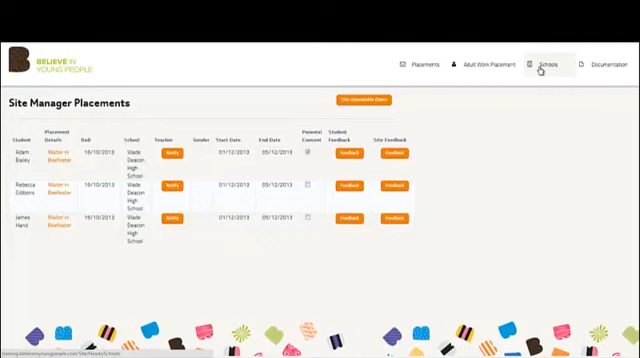 BELIEVE IN
YOUNG PEOPLE
Placements
Adult Work Placement
Schools
Documentation
Site Manager Placements
Site Unavailable Dates
Student
Placement Details
DoB
School
Teacher
Gender
Start Date
End Date
Parental Consent
Student Feedback
Site Feedback
Adam Bailey
Waiter in Beefeater
16/10/2013
Wade Deacon High School
Notify
01/12/2013
05/12/2013
Feedback
Feedback
Rebecca Gibbons
Waiter in Beefeater
16/10/2013
Wade Deacon High School
Notify
01/12/2013
05/12/2013
Feedback
Feedback
James Hand
Waiter in Beefeater
16/10/2013
Wade Deacon High School
Notify
01/12/2013
05/12/2013
Feedback
Feedback